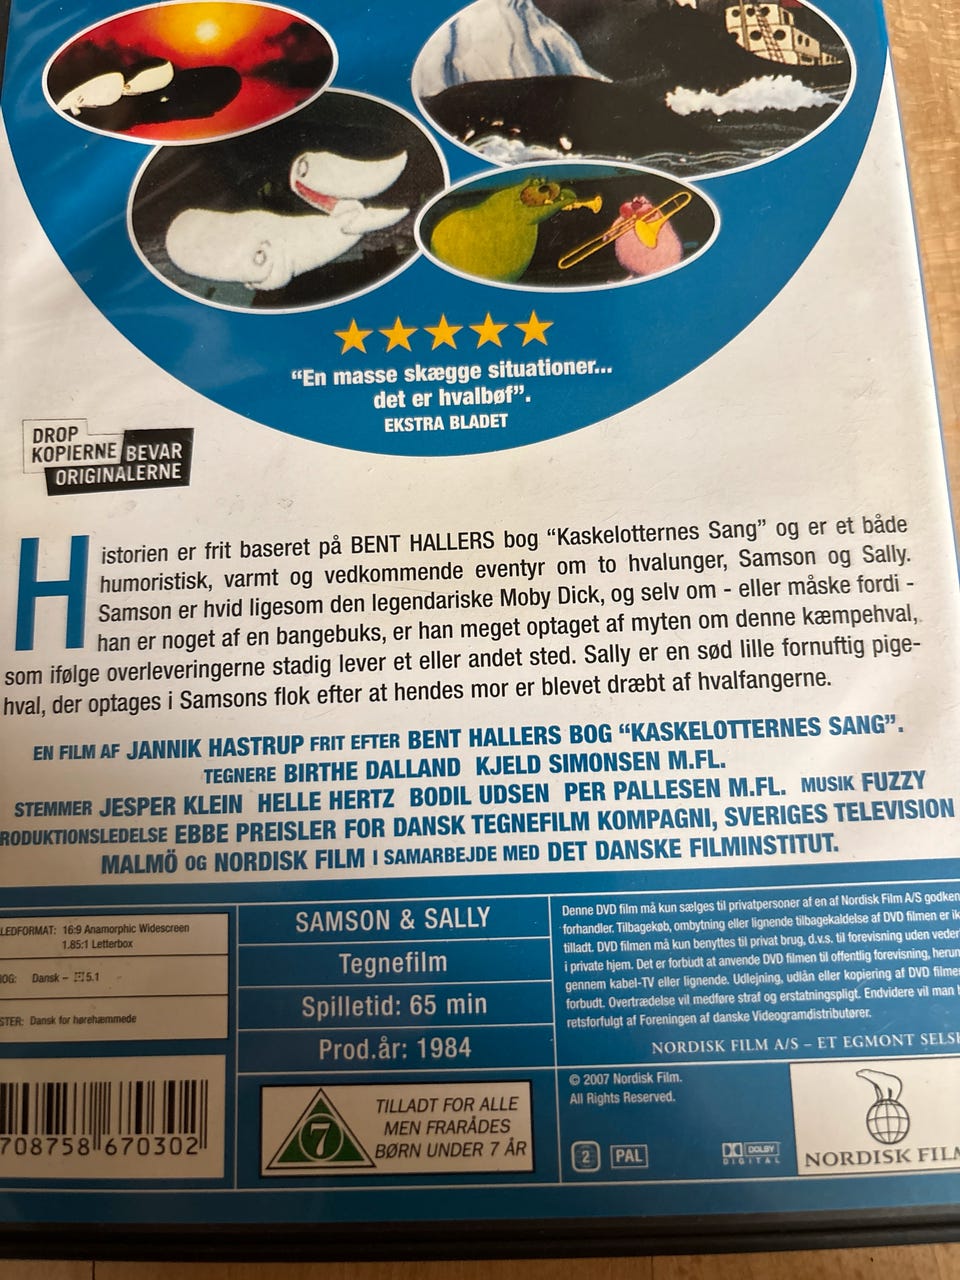 “En masse skægge situationer...
det er hvalbøf”.
EKSTRA BLADET
DROP
KOPIERNE BEVAR
ORIGINALERNE
Historien er frit baseret på BENT HALLERS bog “Kaskelotternes Sang” og er et både
humoristisk, varmt og vedkommende eventyr om to hvalunger, Samson og Sally.
Samson er hvid ligesom den legendariske Moby Dick, og selv om - eller måske fordi -
han er noget af en bangebuks, er han meget optaget af myten om denne kæmpehval,
som ifølge overleveringerne stadig lever et eller andet sted. Sally er en sød lille fornuftig pige-
hval, der optages i Samsons flok efter at hendes mor er blevet dræbt af hvalfangerne.
EN FILM AF JANNIK HASTRUP FRIT EFTER BENT HALLERS BOG “KASKELOTTERNES SANG”.
TEGNERE BIRTHE DALLAND KJELD SIMONSEN M.FL.
STEMMER JESPER KLEIN HELLE HERTZ BODIL UDSEN PER PALLESEN M.FL. MUSIK FUZZY
RODUKTIONSLEDELSE EBBE PREISLER FOR DANSK TEGNEFILM KOMPAGNI, SVERIGES TELEVISION
MALMÖ OG NORDISK FILM I SAMARBEJDE MED DET DANSKE FILMINSTITUT.
LEDFORMAT: 16:9 Anamorphic Widescreen
1.85:1 Letterbox
OG: Dansk - 5.1
STER: Dansk for hørehæmmede
708758 670302
SAMSON & SALLY
Tegnefilm
Spilletid: 65 min
Prod.år: 1984
7
TILLADT FOR ALLE
MEN FRARÅDES
BØRN UNDER 7 ÅR
Denne DVD film må kun sælges til privatpersoner af en af Nordisk Film A/S godken
forhandler. Tilbagekøb, ombytning eller lignende tilbagekaldelse af DVD filmen er ik
tilladt. DVD filmen må kun benyttes til privat brug, d.v.s. til forevisning uden veder
i private hjem. Det er forbudt at anvende DVD filmen til offentlig forevisning, herun
gennem kabel-TV eller lignende. Udlejning, udlån eller kopiering af DVD filme
forbudt. Overtrædelse vil medføre straf og erstatningspligt. Endvidere vil man b
retsforfulgt af Foreningen af danske Videogramdistributører.
NORDISK FILM A/S – ET EGMONT SELSK
© 2007 Nordisk Film.
All Rights Reserved.
2 PAL
DOLBY
DIGITAL
NORDISK FILM